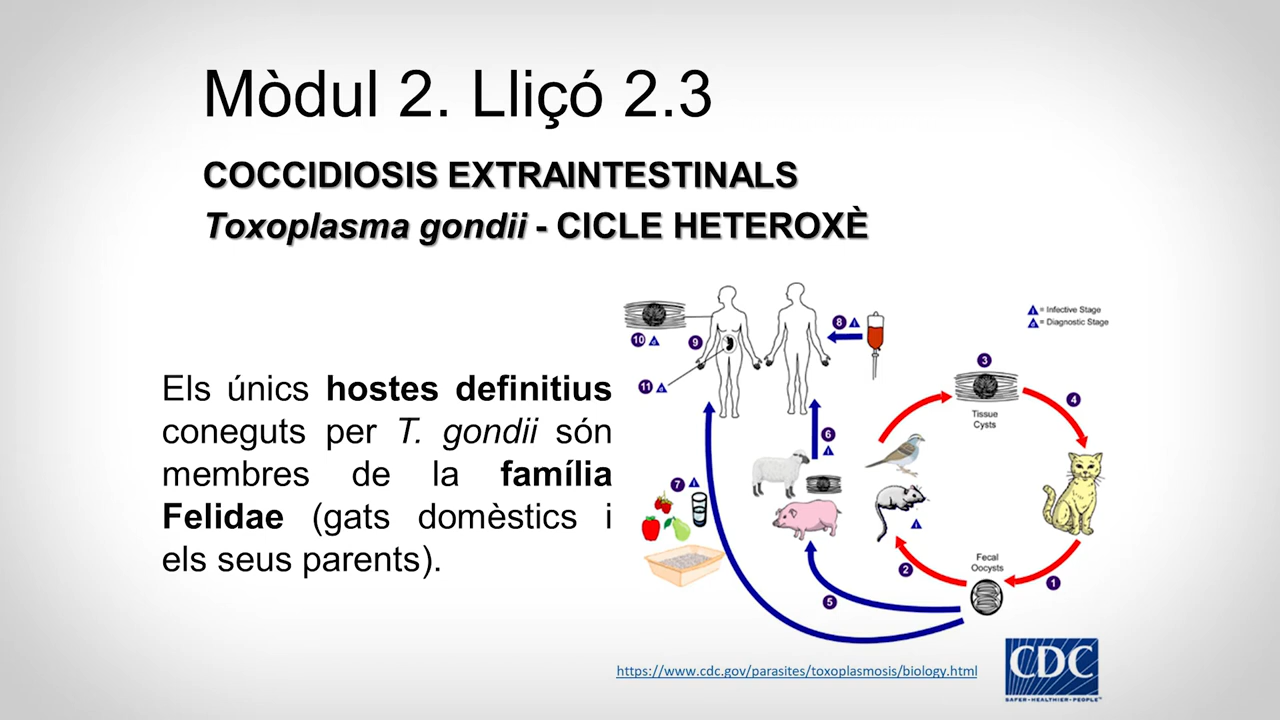 Mòdul 2. Lliçó 2.3
COCCIDIOSIS EXTRAINTESTINALS
Toxoplasma gondii - CICLE HETEROXÈ
Els únics hostes definitius
coneguts per T. gondii són
membres de la família
Felidae (gats domèstics i
els seus parents).
i = Infective Stage
d = Diagnostic Stage
8 i
10 d
9
3
11 d
4
Tissue
Cysts
6
i
7 i
i
Fecal
Oocysts
2
1
5
https://www.cdc.gov/parasites/toxoplasmosis/biology.html
CDC
SAFER • HEALTHIER • PEOPLE™